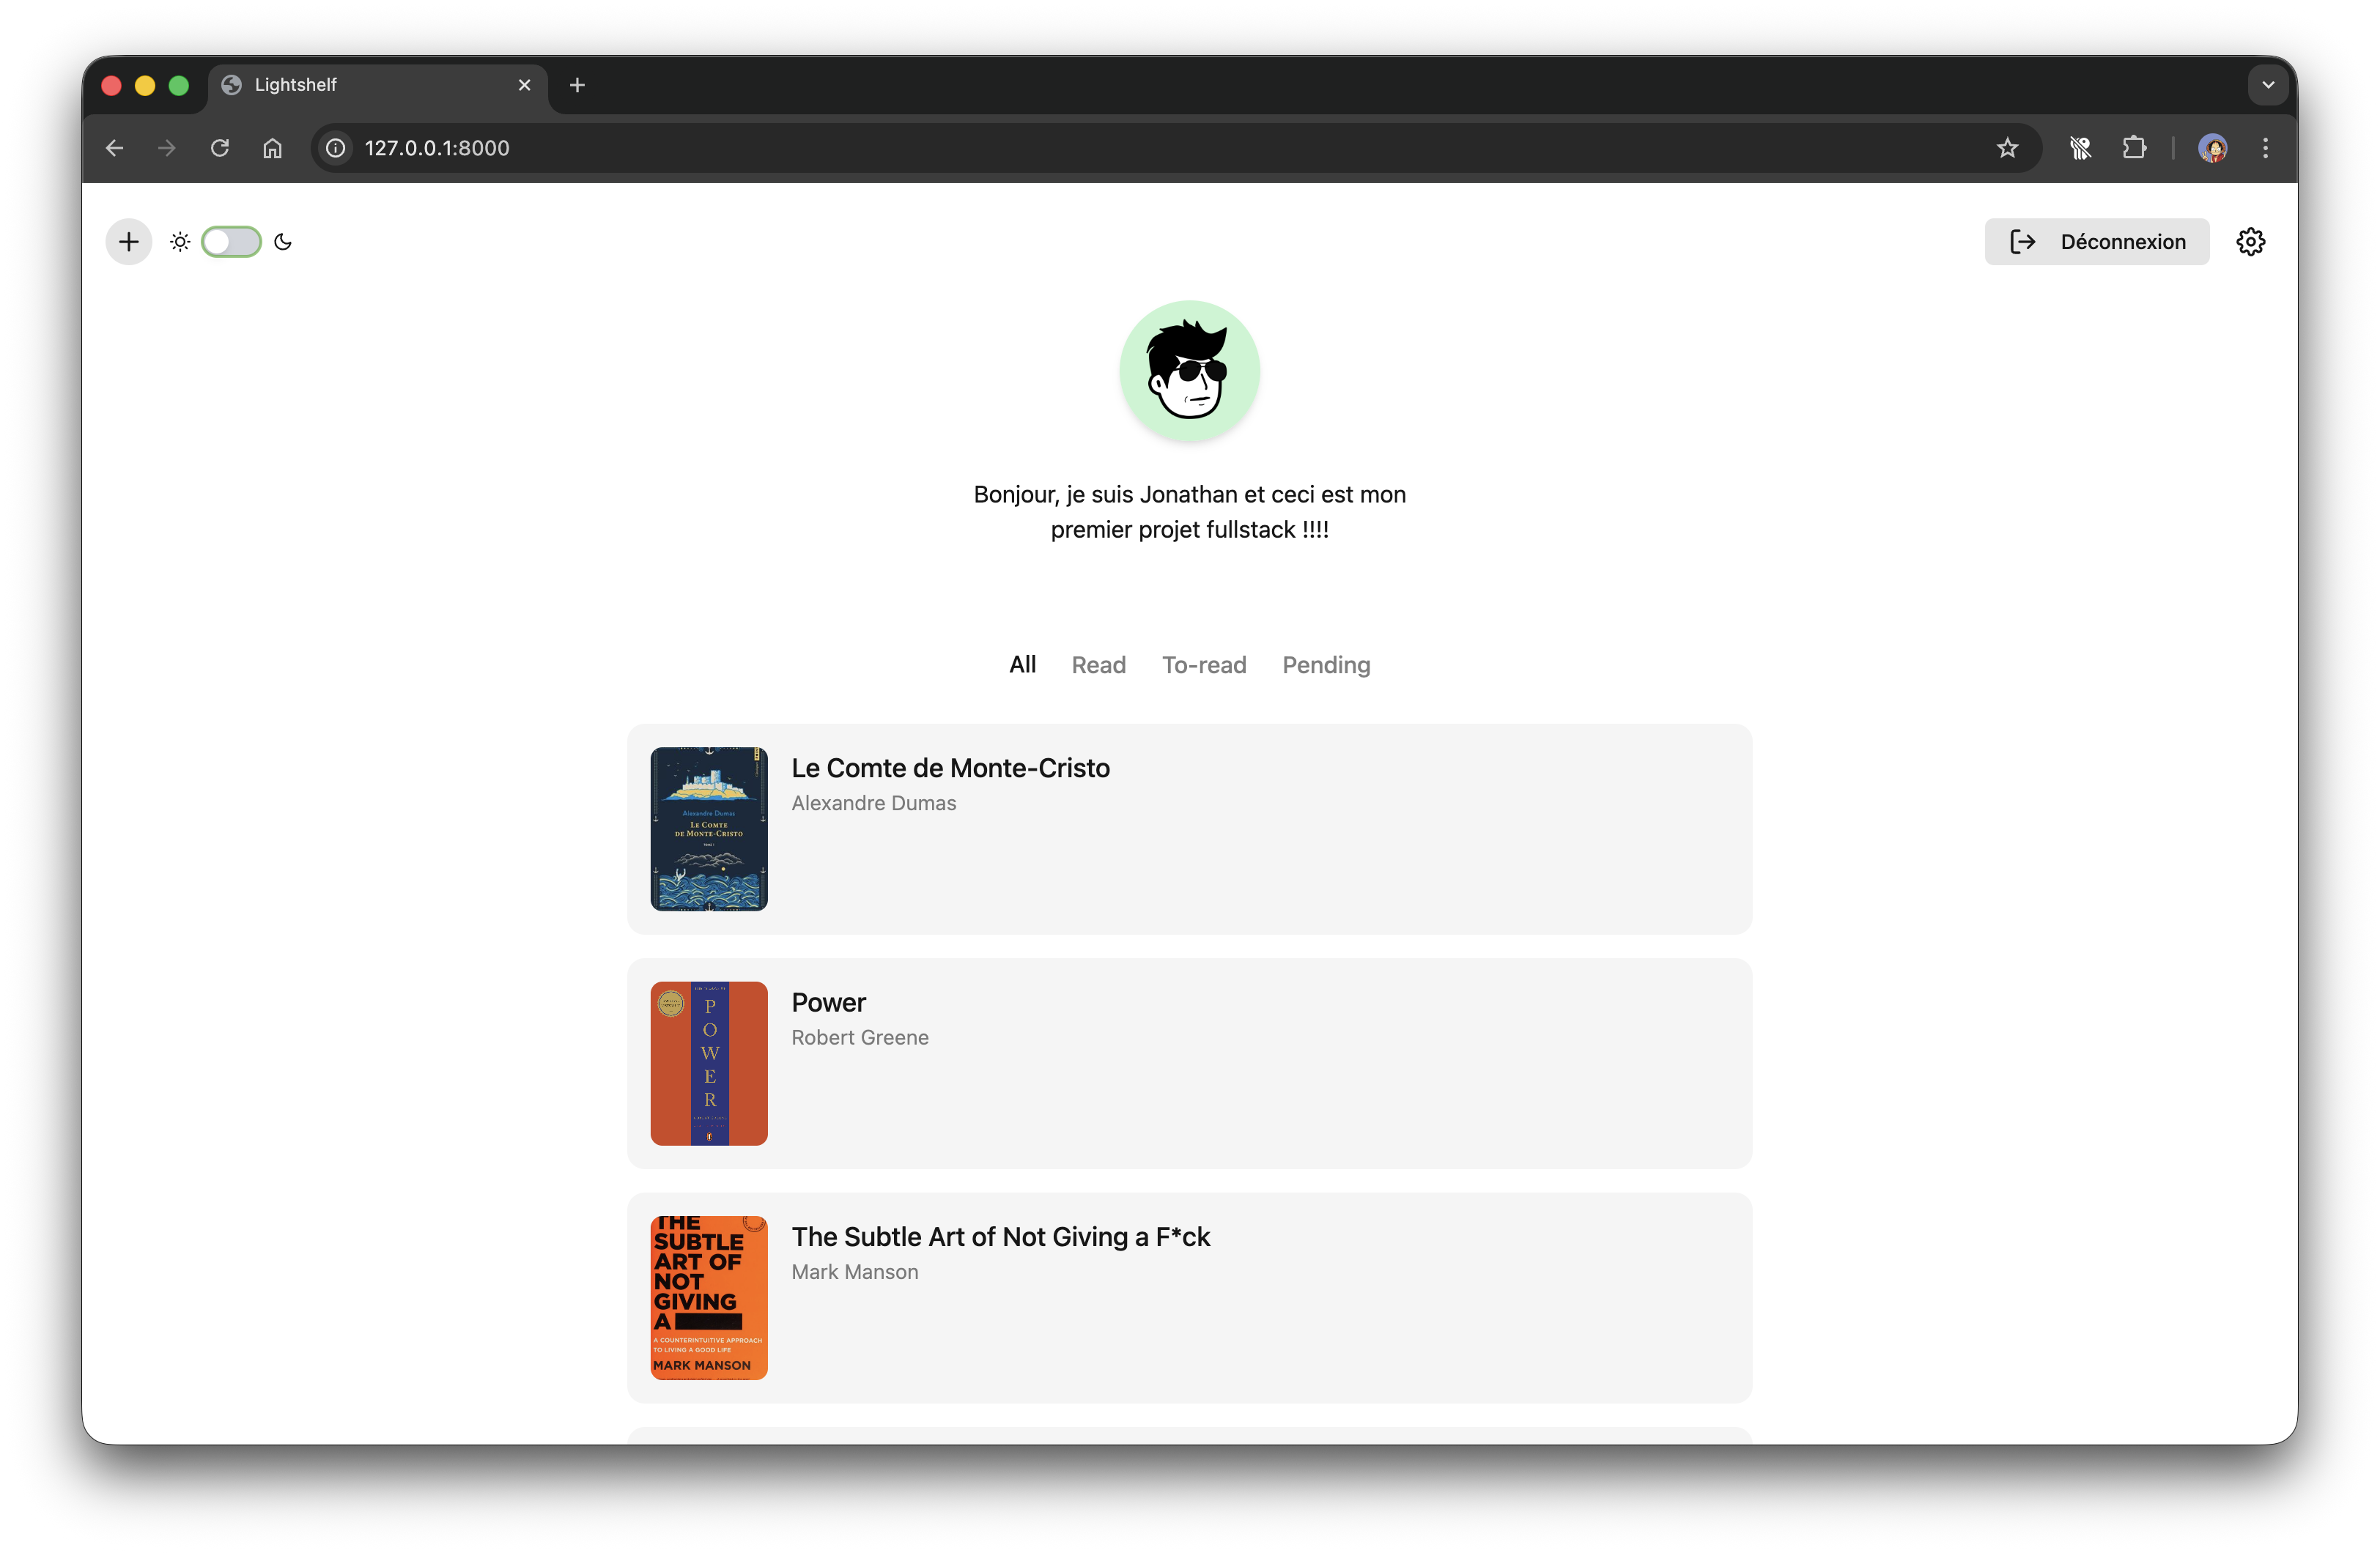 Lightshelf
127.0.0.1:8000
Déconnexion
Bonjour, je suis Jonathan et ceci est mon
premier projet fullstack !!!!
All Read To-read Pending
Alexandre Dumas
LE COMTE
DE MONTE-CRISTO
Le Comte de Monte-Cristo
Alexandre Dumas
P
O
W
E
R
Power
Robert Greene
THE
SUBTLE
ART OF
NOT
GIVING
A
A COUNTERINTUITIVE APPROACH
TO LIVING A GOOD LIFE
MARK MANSON
The Subtle Art of Not Giving a F*ck
Mark Manson